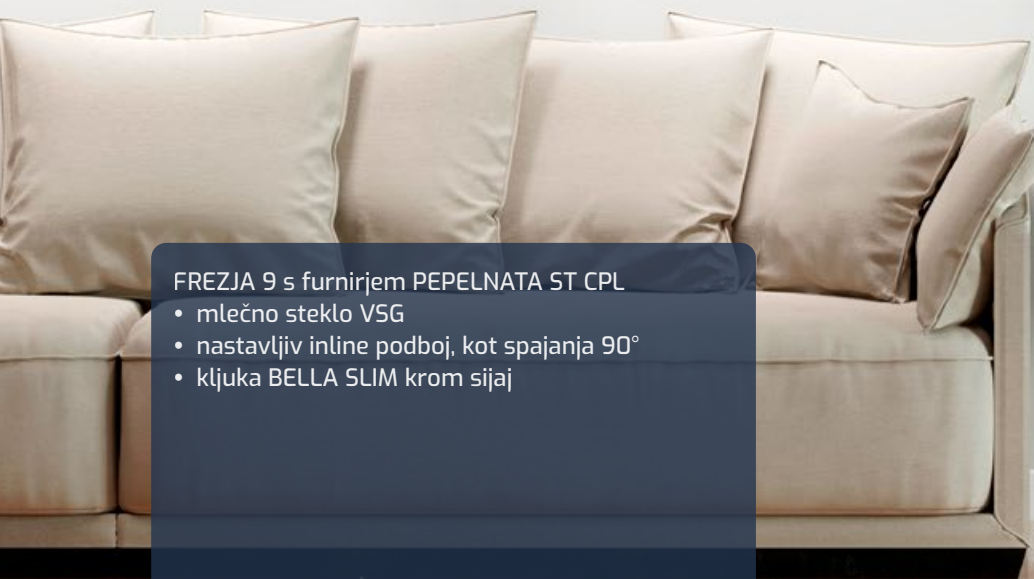 FREZJA 9 s furnirjem PEPELNATA ST CPL
• mlečno steklo VSG
• nastavljiv inline podboj, kot spajanja 90°
• kljuka BELLA SLIM krom sijaj